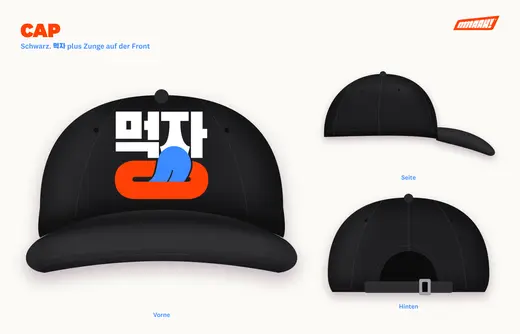 CAP
Schwarz. 먹자 plus Zunge auf der Front
먹자
Seite
Vorne
Hinten